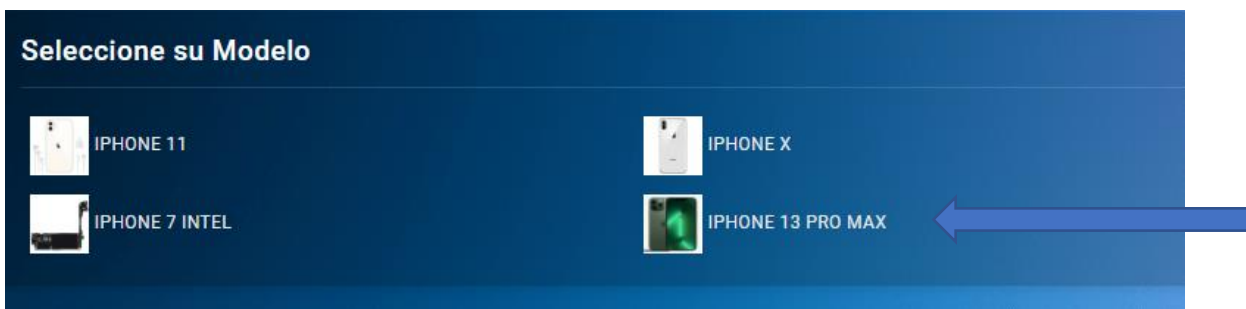 Seleccione su Modelo
IPHONE 11
IPHONE X
IPHONE 7 INTEL
IPHONE 13 PRO MAX